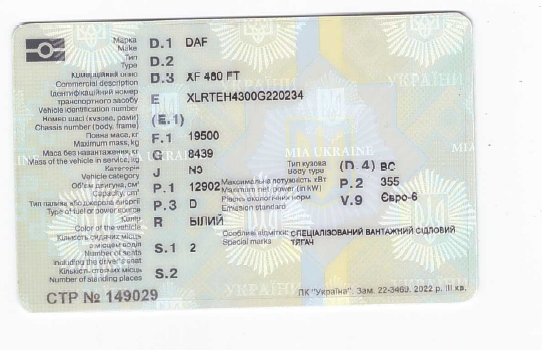 Марка D.1 DAF
Make
Тип D.2
Type
Комерційний опис D.3 XF 480 FT
Commercial description
Ідентифікаційний номер
транспортного засобу E XLRTEH4300G220234
Vehicle identification number
Номер шасі (кузова, рами) (E.1)
Chassis number (body, frame)
Повна маса, кг F.1 19500
Maximum mass, kg
Маса без навантаження, кг G 8439
Mass of the vehicle in service, kg
Тип кузова (D.4) BC
Body type
Категорія J N3
Vehicle category
Об'єм двигуна, см³ P.1 12902
Capacity, cm³
Максимальна потужність кВт P.2 355
Maximum net power (in kW)
Тип палива або джерела енергії P.3 D
Type of fuel or power source
Рівень екологічних норм V.9 Євро-6
Emission standard
Колір R БІЛИЙ
Color of the vehicle
Особливі відмітки СПЕЦІАЛІЗОВАНИЙ ВАНТАЖНИЙ СІДЛОВИЙ
Special marks ТЯГАЧ
Кількість сидячих місць
з місцем водія S.1 2
Number of seats
including the driver's seat
Кількість стоячих місць S.2
Number of standing places
СТР № 149029
ПК "Україна". Зам. 22-3469. 2022 р. III кв.
МІА UKRAINE
УКРАЇНИ